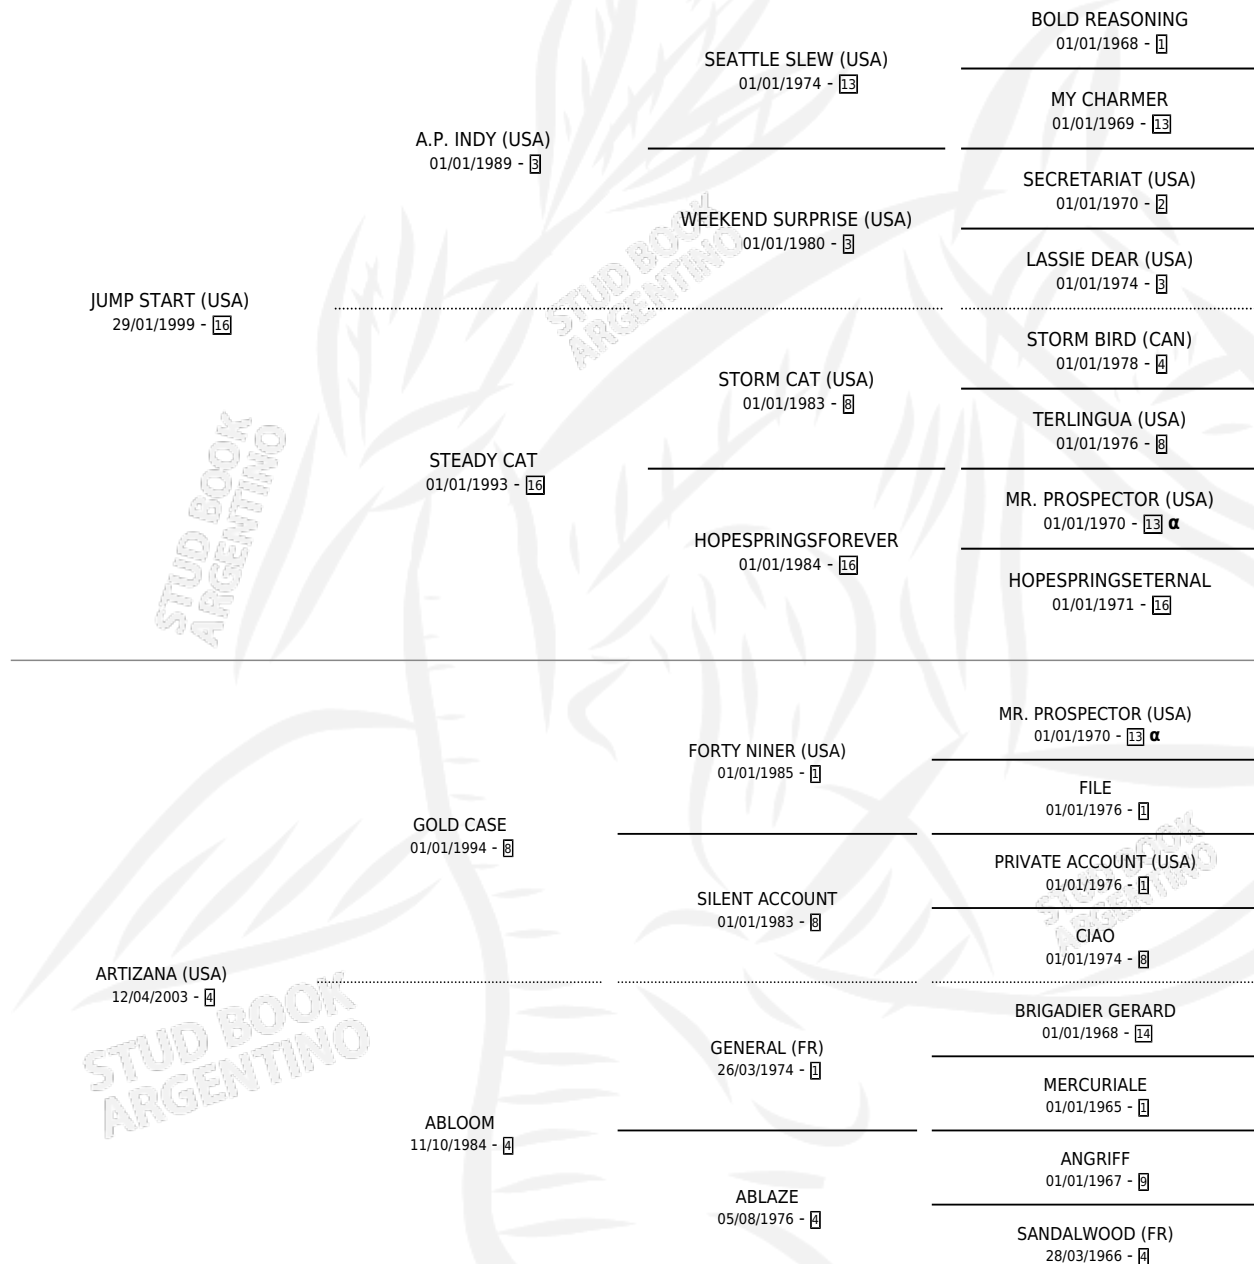 BOLD REASONING
01/01/1968 - 1
SEATTLE SLEW (USA)
01/01/1974 - 13
MY CHARMER
01/01/1969 - 13
A.P. INDY (USA)
01/01/1989 - 3
SECRETARIAT (USA)
01/01/1970 - 2
WEEKEND SURPRISE (USA)
01/01/1980 - 3
LASSIE DEAR (USA)
01/01/1974 - 3
JUMP START (USA)
29/01/1999 - 16
STORM BIRD (CAN)
01/01/1978 - 4
STORM CAT (USA)
01/01/1983 - 8
TERLINGUA (USA)
01/01/1976 - 8
STEADY CAT
01/01/1993 - 16
MR. PROSPECTOR (USA)
01/01/1970 - 13 α
HOPESPRINGSFOREVER
01/01/1984 - 16
HOPESPRINGSETERNAL
01/01/1971 - 16
MR. PROSPECTOR (USA)
01/01/1970 - 13 α
FORTY NINER (USA)
01/01/1985 - 1
FILE
01/01/1976 - 1
GOLD CASE
01/01/1994 - 8
PRIVATE ACCOUNT (USA)
01/01/1976 - 1
SILENT ACCOUNT
01/01/1983 - 8
CIAO
01/01/1974 - 8
ARTIZANA (USA)
12/04/2003 - 4
BRIGADIER GERARD
01/01/1968 - 14
GENERAL (FR)
26/03/1974 - 1
MERCURIALE
01/01/1965 - 1
ABLOOM
11/10/1984 - 4
ANGRIFF
01/01/1967 - 9
ABLAZE
05/08/1976 - 4
SANDALWOOD (FR)
28/03/1966 - 4
STUD BOOK
ARGENTINO
STUD BOOK
ARGENTINO
STUD BOOK
ARGENTINO
STUD BOOK
ARGENTINO